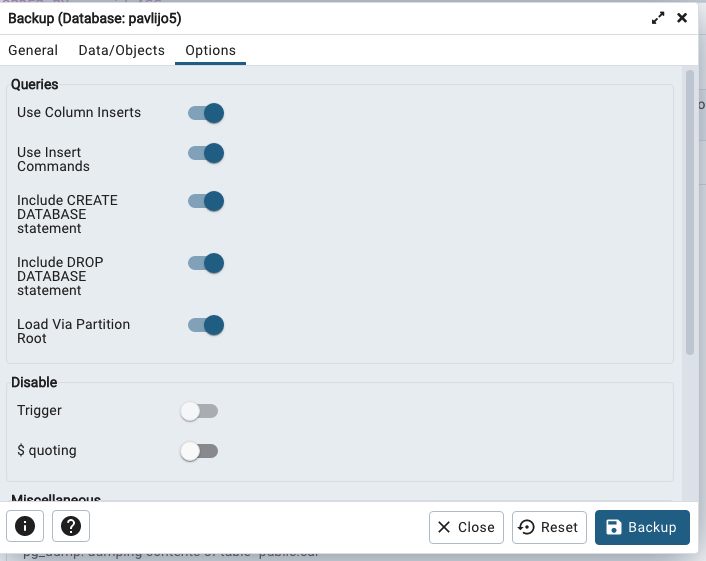 Backup (Database: pavlijo5)
General Data/Objects Options
Queries
Use Column Inserts
Use Insert
Commands
Include CREATE
DATABASE
statement
Include DROP
DATABASE
statement
Load Via Partition
Root
Disable
Trigger
$ quoting
Miscellaneous
Close Reset Backup
pg_dump: dumping contents of table